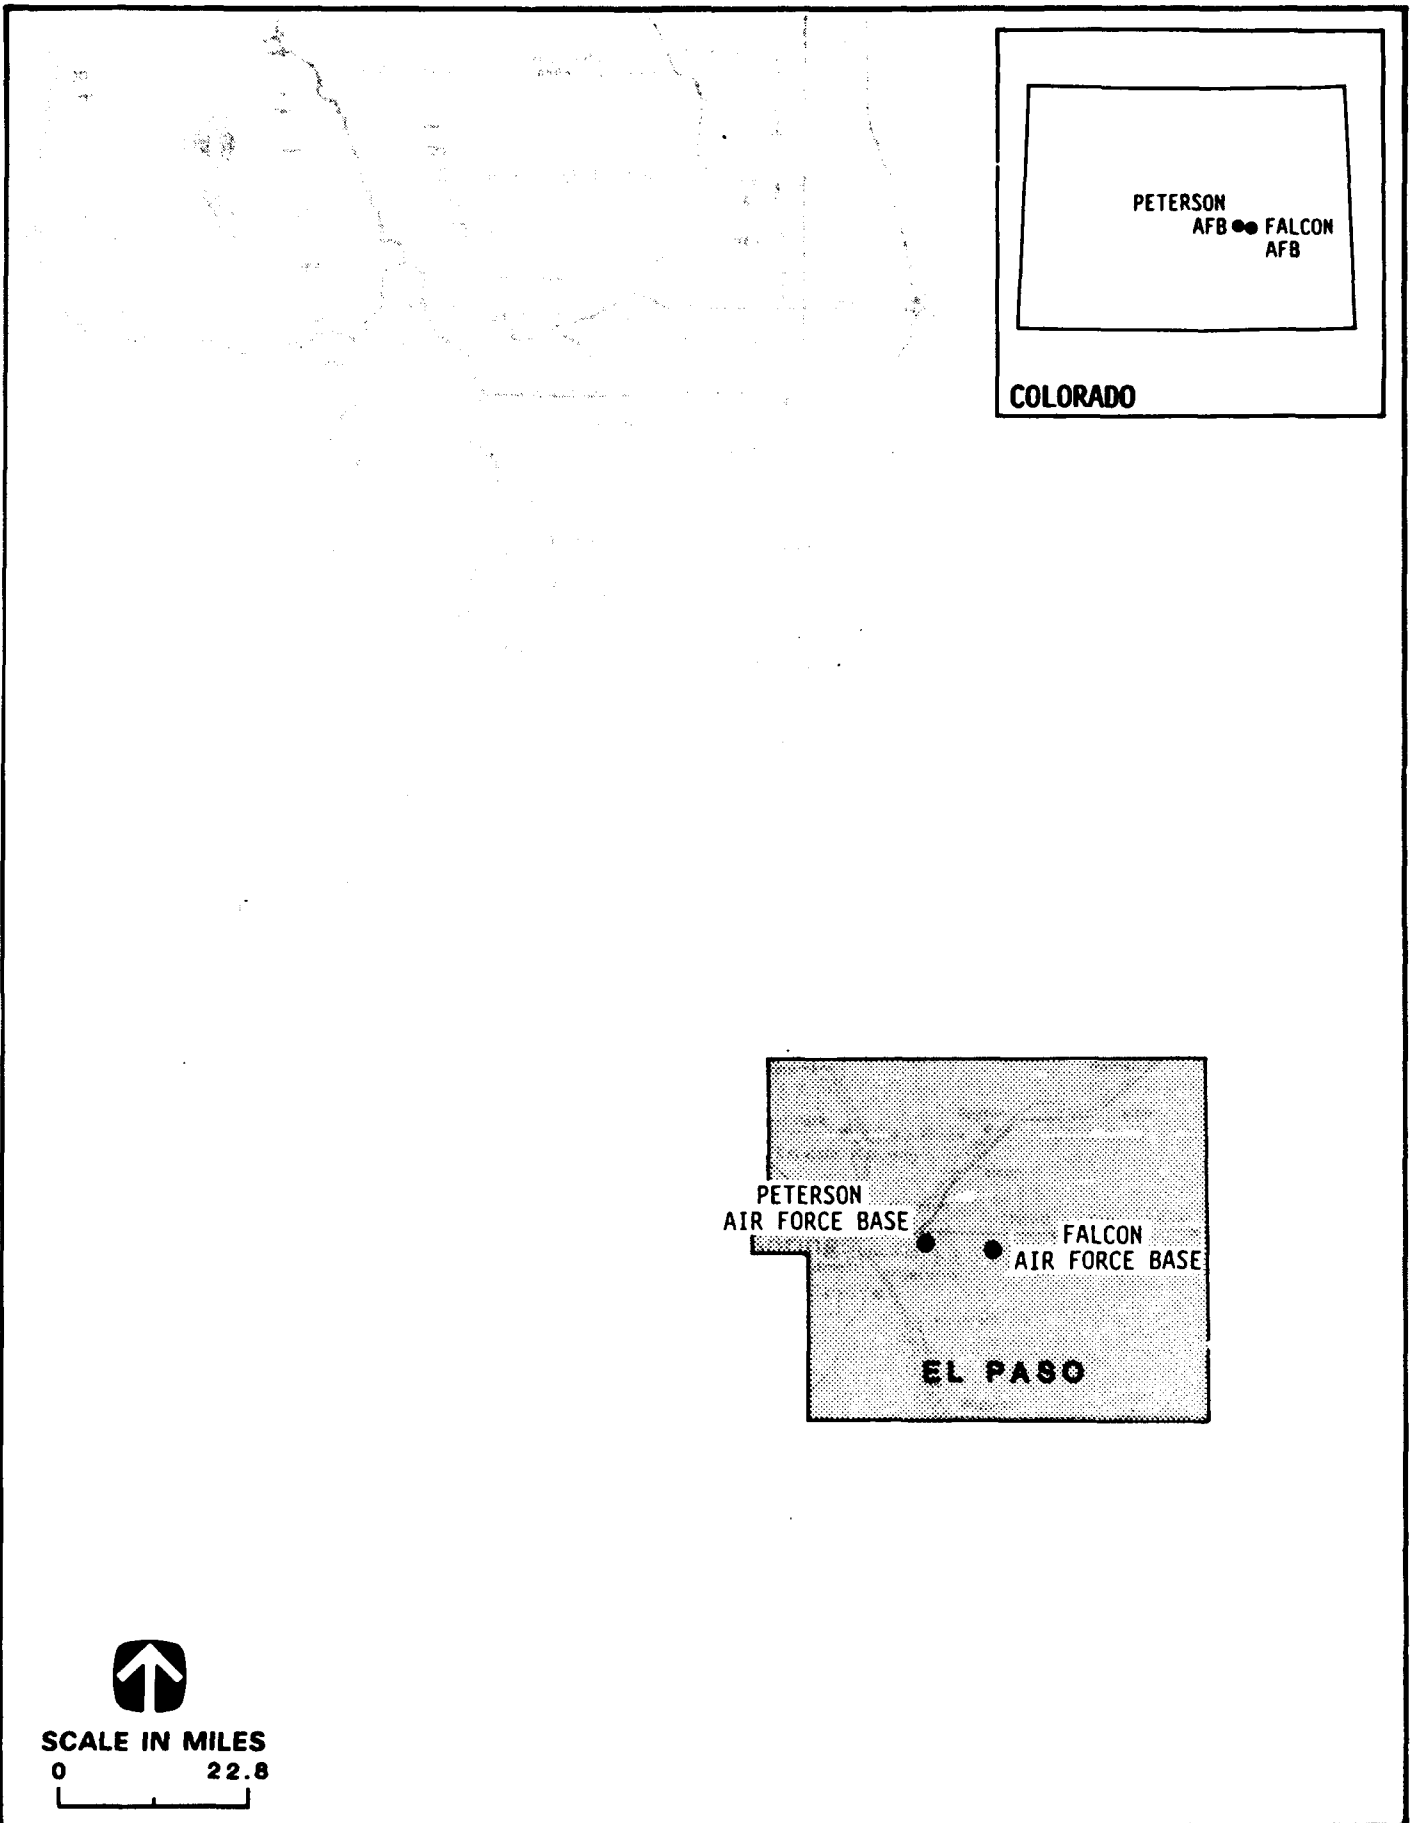 PETERSON
AFB
FALCON
AFB
COLORADO
PETERSON
AIR FORCE BASE
FALCON
AIR FORCE BASE
EL PASO
SCALE IN MILES
0 22.8